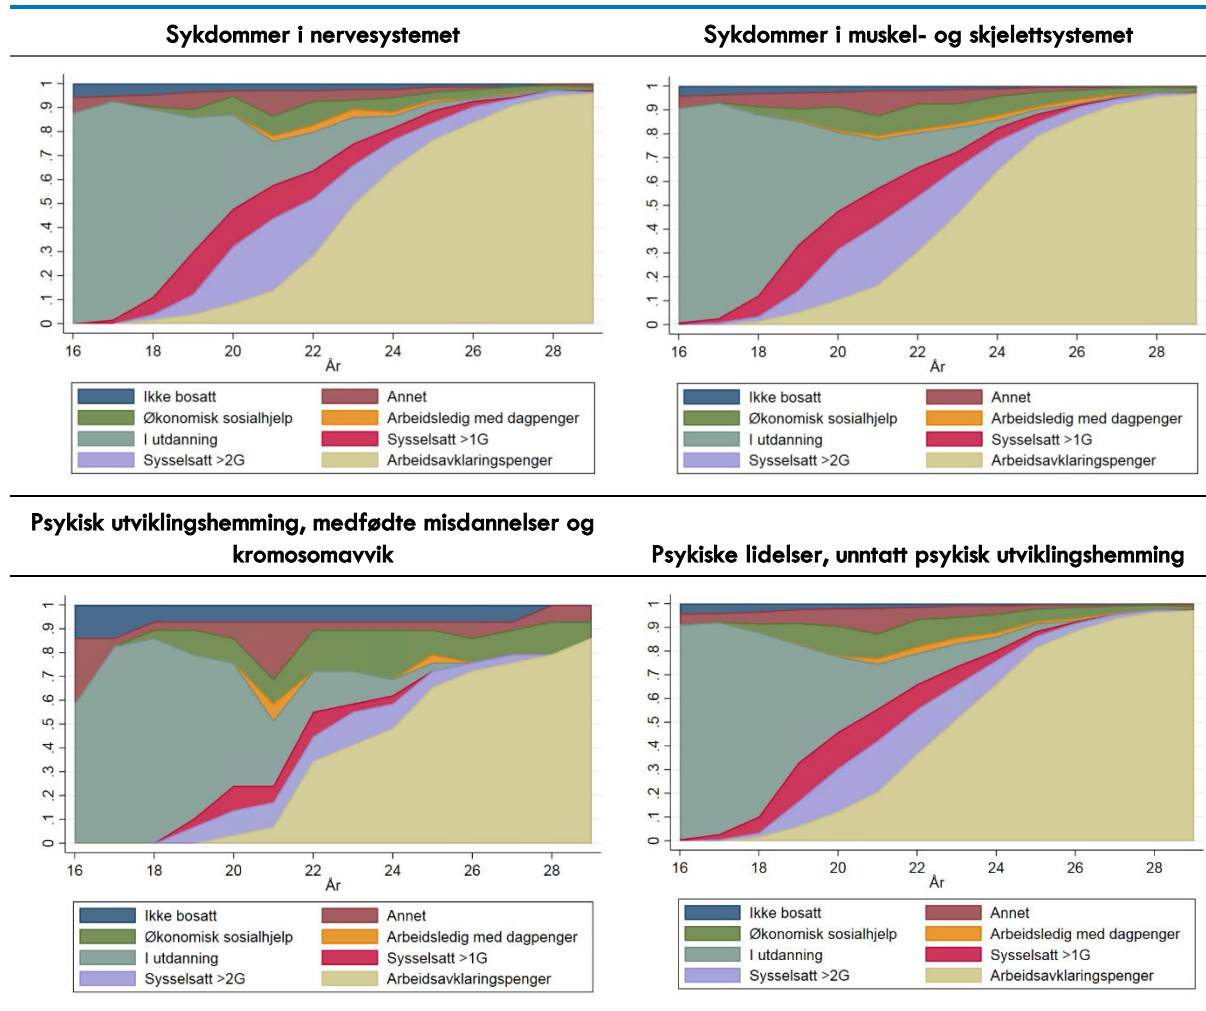 Sykdommer i nervesystemet
1
.9
.8
.7
.6
.5
.4
.3
.2
.1
0
16 18 20 22 24 26 28
År
Ikke bosatt Annet
Økonomisk sosialhjelp Arbeidsledig med dagpenger
I utdanning Sysselsatt >1G
Sysselsatt >2G Arbeidsavklaringspenger
Sykdommer i muskel- og skjelettsystemet
1
.9
.8
.7
.6
.5
.4
.3
.2
.1
0
16 18 20 22 24 26 28
År
Ikke bosatt Annet
Økonomisk sosialhjelp Arbeidsledig med dagpenger
I utdanning Sysselsatt >1G
Sysselsatt >2G Arbeidsavklaringspenger
Psykisk utviklingshemming, medfødte misdannelser og
kromosomavvik
1
.9
.8
.7
.6
.5
.4
.3
.2
.1
0
16 18 20 22 24 26 28
År
Ikke bosatt Annet
Økonomisk sosialhjelp Arbeidsledig med dagpenger
I utdanning Sysselsatt >1G
Sysselsatt >2G Arbeidsavklaringspenger
Psykiske lidelser, unntatt psykisk utviklingshemming
1
.9
.8
.7
.6
.5
.4
.3
.2
.1
0
16 18 20 22 24 26 28
År
Ikke bosatt Annet
Økonomisk sosialhjelp Arbeidsledig med dagpenger
I utdanning Sysselsatt >1G
Sysselsatt >2G Arbeidsavklaringspenger